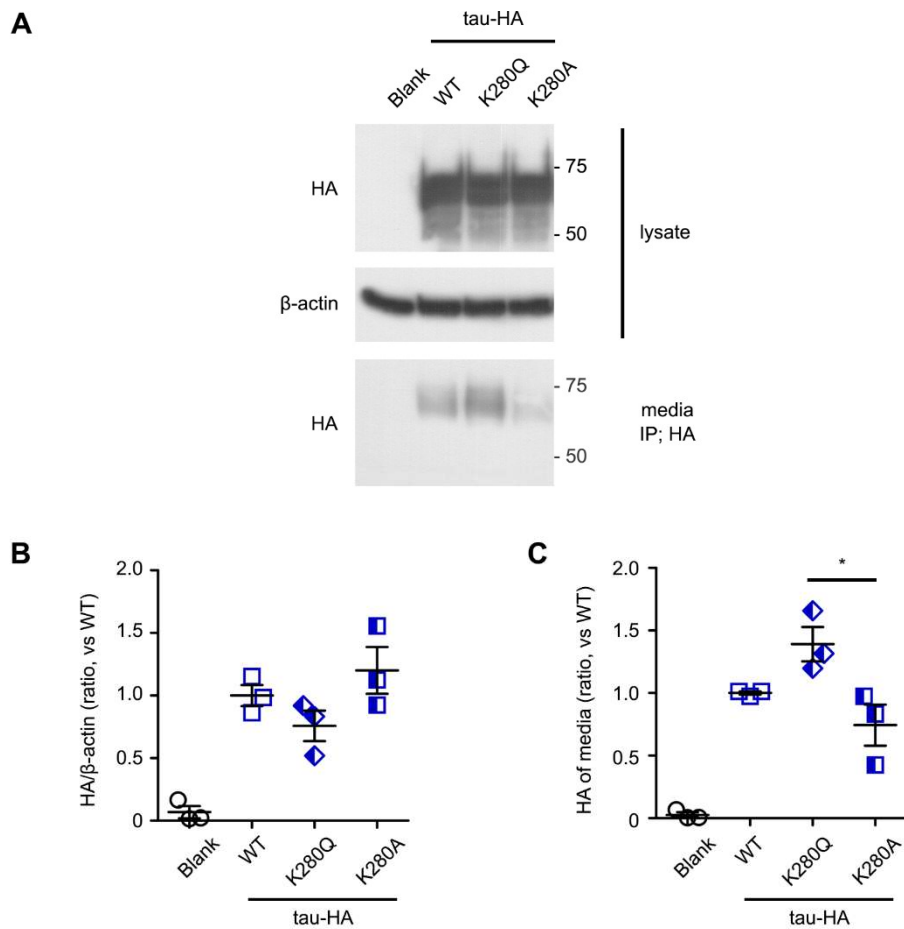 A
tau-HA
Blank WT K280Q K280A
HA
- 75
- 50
lysate
β-actin
HA
- 75
- 50
media
IP; HA
B
HA/β-actin (ratio, vs WT)
2.0
1.5
1.0
0.5
0
Blank WT K280Q K280A
tau-HA
C
HA of media (ratio, vs WT)
2.0
1.5
1.0
0.5
0
*
Blank WT K280Q K280A
tau-HA